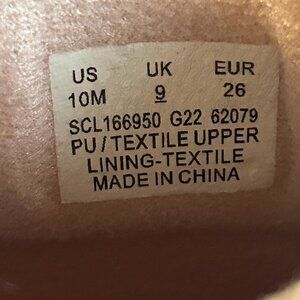 US UK EUR
10M 9 26
SCL166950 G22 62079
PU / TEXTILE UPPER
LINING-TEXTILE
MADE IN CHINA